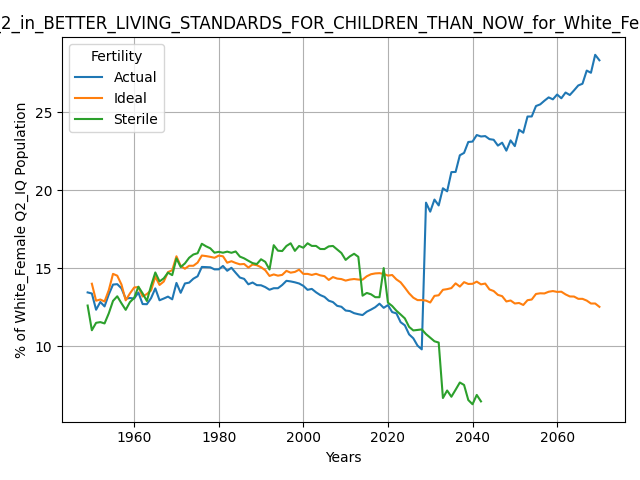 2_in_BETTER_LIVING_STANDARDS_FOR_CHILDREN_THAN_NOW_for_White_Fe
Fertility
Actual
Ideal
Sterile
% of White_Female Q2_IQ Population
25
20
15
10
1960 1980 2000 2020 2040 2060
Years